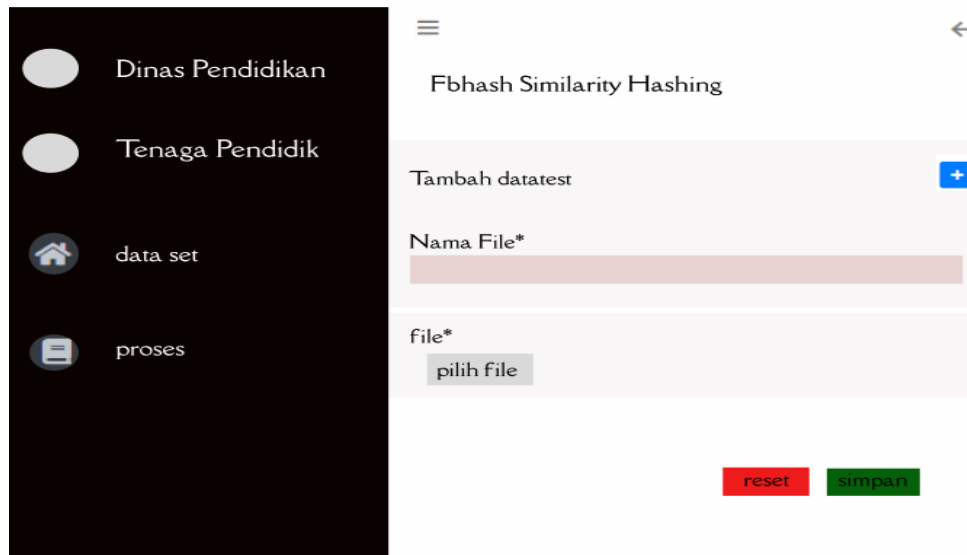 Dinas Pendidikan
Tenaga Pendidik
data set
proses
Fbhash Similarity Hashing
Tambah datatest
+
Nama File*
file*
pilih file
reset
simpan